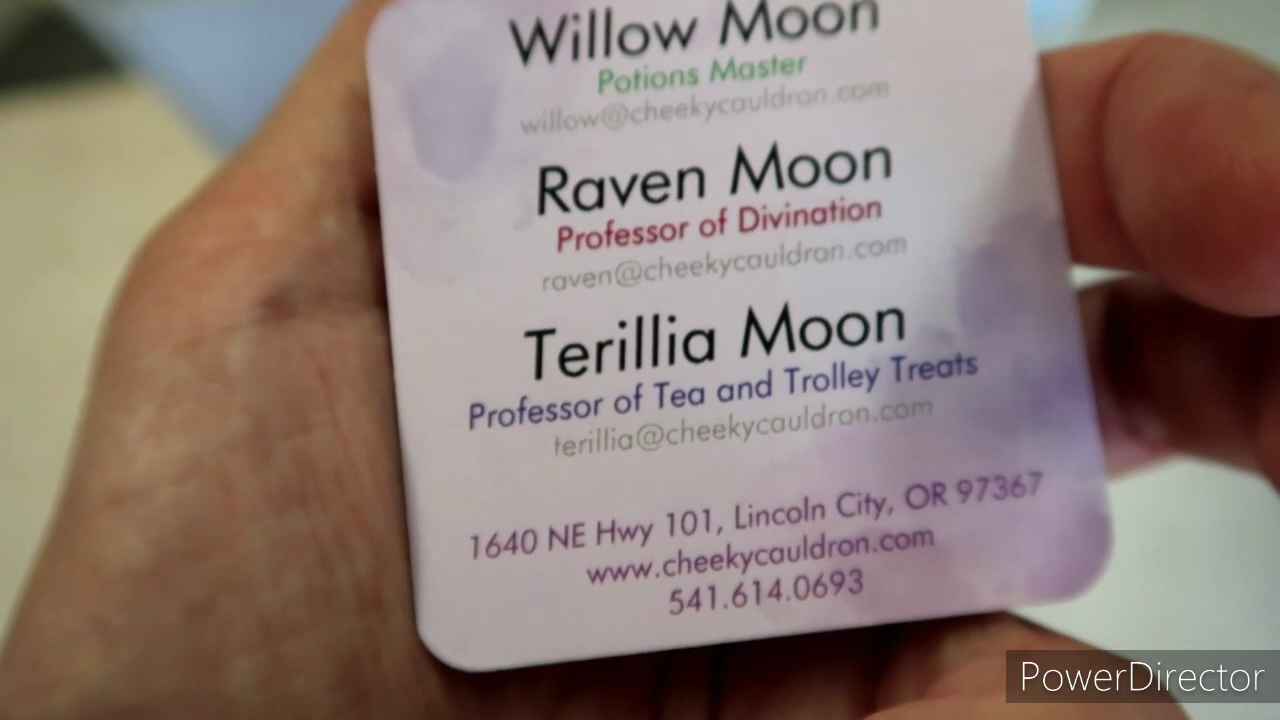 Willow Moon
Potions Master
willow@cheekycauldron.com
Raven Moon
Professor of Divination
raven@cheekycauldron.com
Terillia Moon
Professor of Tea and Trolley Treats
terillia@cheekycauldron.com
1640 NE Hwy 101, Lincoln City, OR 97367
www.cheekycauldron.com
541.614.0693
PowerDirector